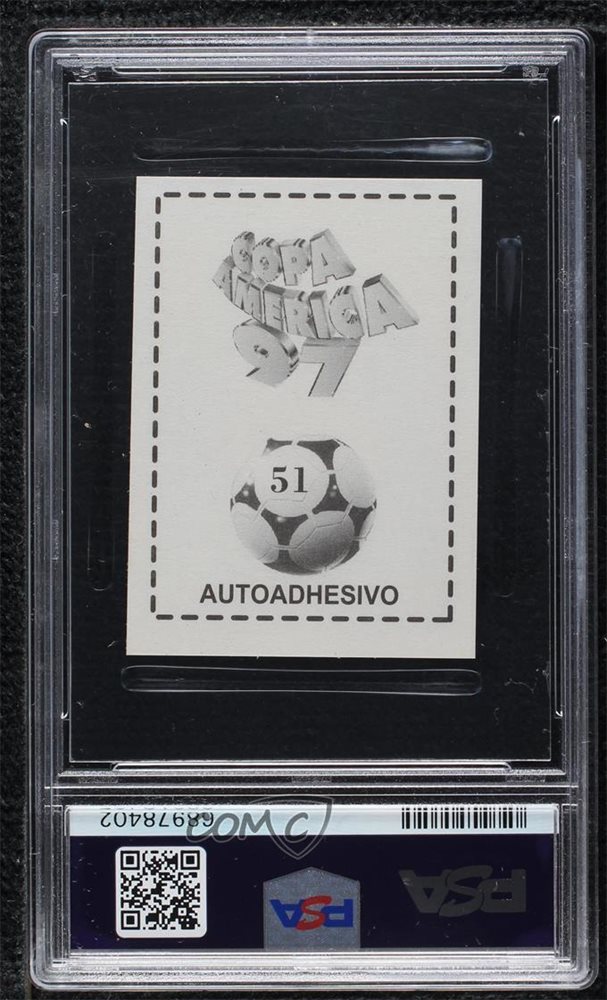 COPA
AMERICA
97
51
AUTOADHESIVO
68978402
COMC
PSA
PSA